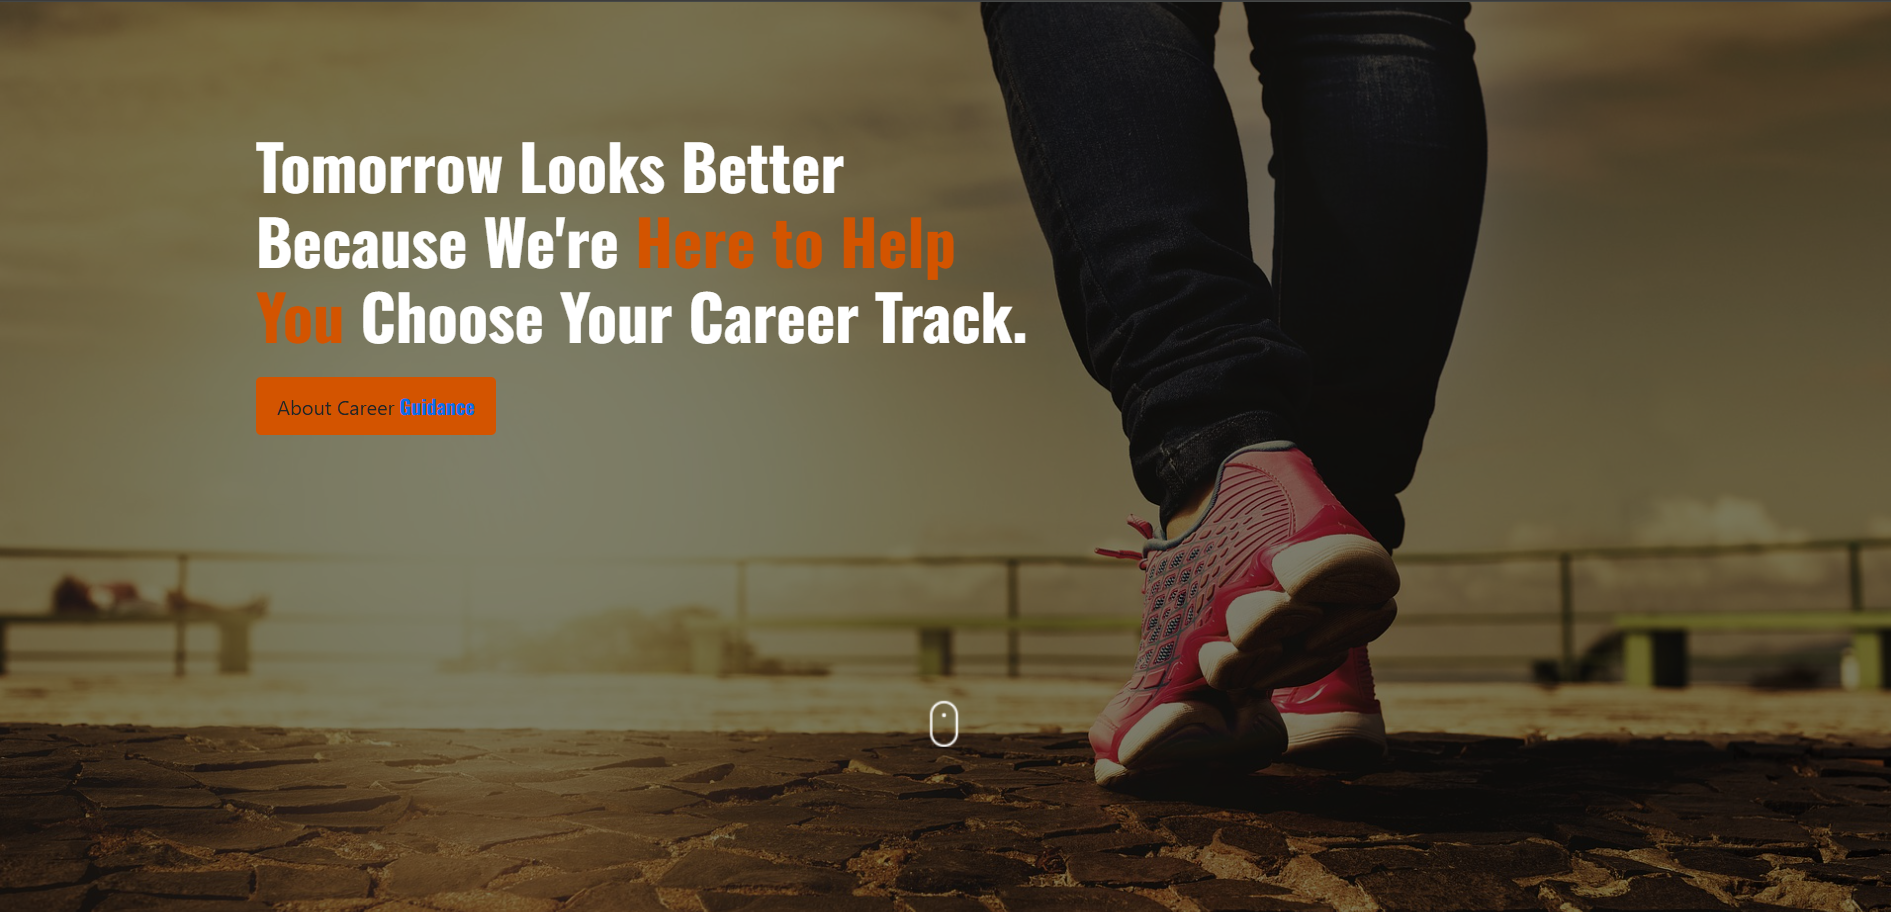 Tomorrow Looks Better
Because We're Here to Help
You Choose Your Career Track.
About Career Guidance